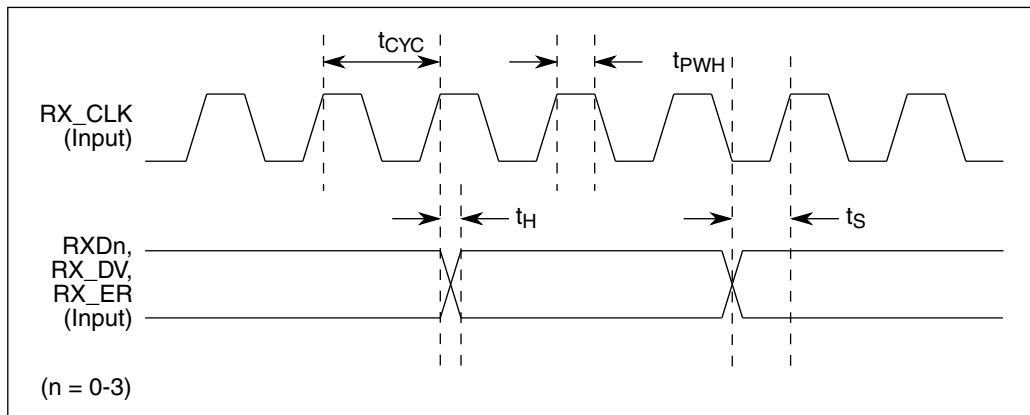 tCYC
tPWH
RX_CLK
(Input)
tH
tS
RXDn,
RX_DV,
RX_ER
(Input)
(n = 0-3)